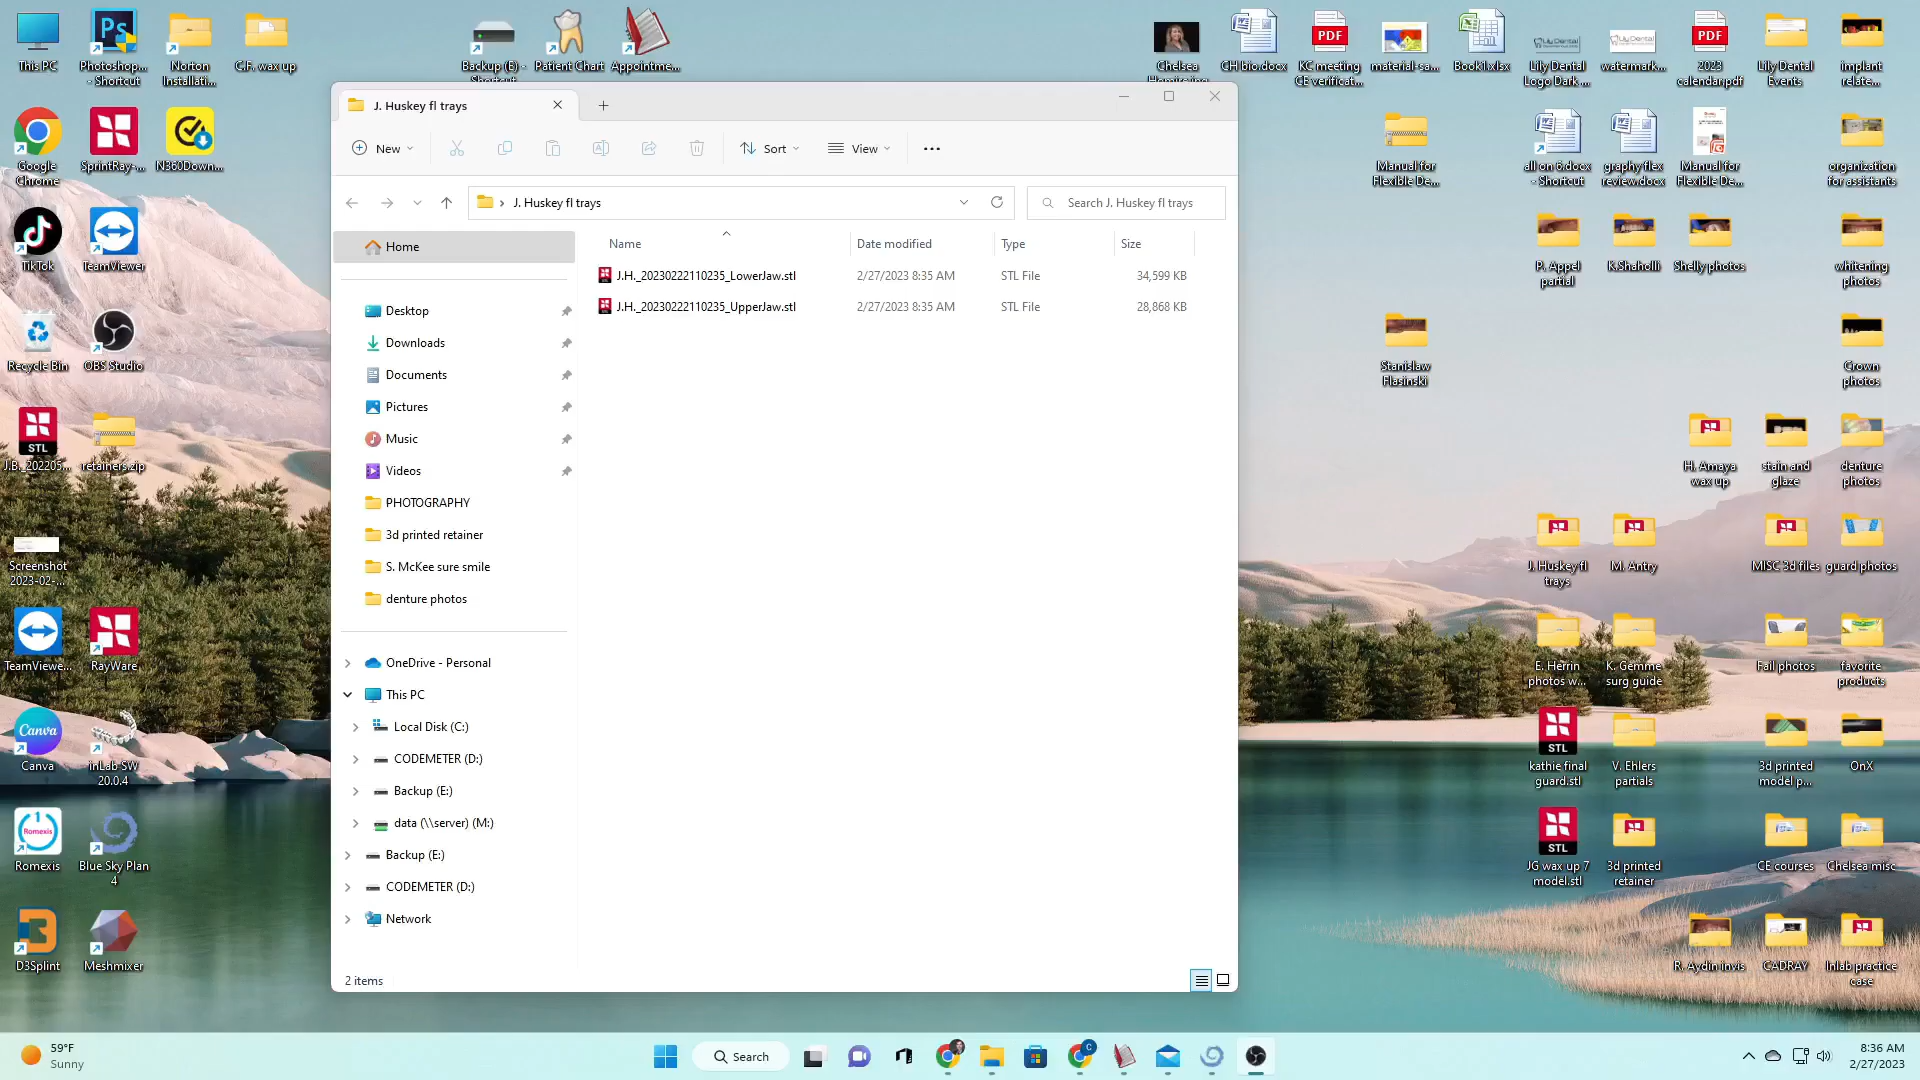 This PC
Photoshop... - Shortcut
Norton Installati...
C.F. wax up
Backup (E) - Shortcut
Patient Chart
Appointme...
CH bio.docx
KC meeting CE verificat...
material-sa...
Book1.xlsx
Lily Dental Logo Dark ...
watermark...
2023 calendar.pdf
Lily Dental Events
implant relate...
J. Huskey fl trays
New
Sort
View
J. Huskey fl trays
Search J. Huskey fl trays
Name
Date modified
Type
Size
J.H._20230222110235_LowerJaw.stl
2/27/2023 8:35 AM
STL File
34,599 KB
J.H._20230222110235_UpperJaw.stl
2/27/2023 8:35 AM
STL File
28,868 KB
Home
Desktop
Downloads
Documents
Pictures
Music
Videos
PHOTOGRAPHY
3d printed retainer
S. McKee sure smile
denture photos
OneDrive - Personal
This PC
Local Disk (C:)
CODEMETER (D:)
Backup (E:)
data (\\server) (M:)
Backup (E:)
CODEMETER (D:)
Network
2 items
Google Chrome
SprintRay-...
N360Down...
TikTok
TeamViewer
Recycle Bin
OBS Studio
STL
J.B._202205...
retainers.zip
Screenshot 2023-02-...
TeamViewe...
RayWare
Canva
Canva
inLab SW 20.0.4
Romexis
Romexis
Blue Sky Plan 4
D3Splint
Meshmixer
Manual for Flexible De...
all on 6.docx - Shortcut
graphy flex review.docx
Manual for Flexible De...
organization for assistants
P. Appel partial
K.Shaholli
Shelly photos
whitening photos
Stanislaw Flasinski
Crown photos
H. Amaya wax up
stain and glaze
denture photos
J. Huskey fl trays
M. Antry
MISC 3d files
guard photos
E. Herrin photos w...
K. Gemme surg guide
Fail photos
favorite products
STL
kathie final guard.stl
V. Ehlers partials
3d printed model p...
OnX
STL
JG wax up 7 model.stl
3d printed retainer
CE courses
Chelsea misc
R. Aydin invis
CADRAY
Inlab practice case
59°F
Sunny
Search
8:36 AM
2/27/2023